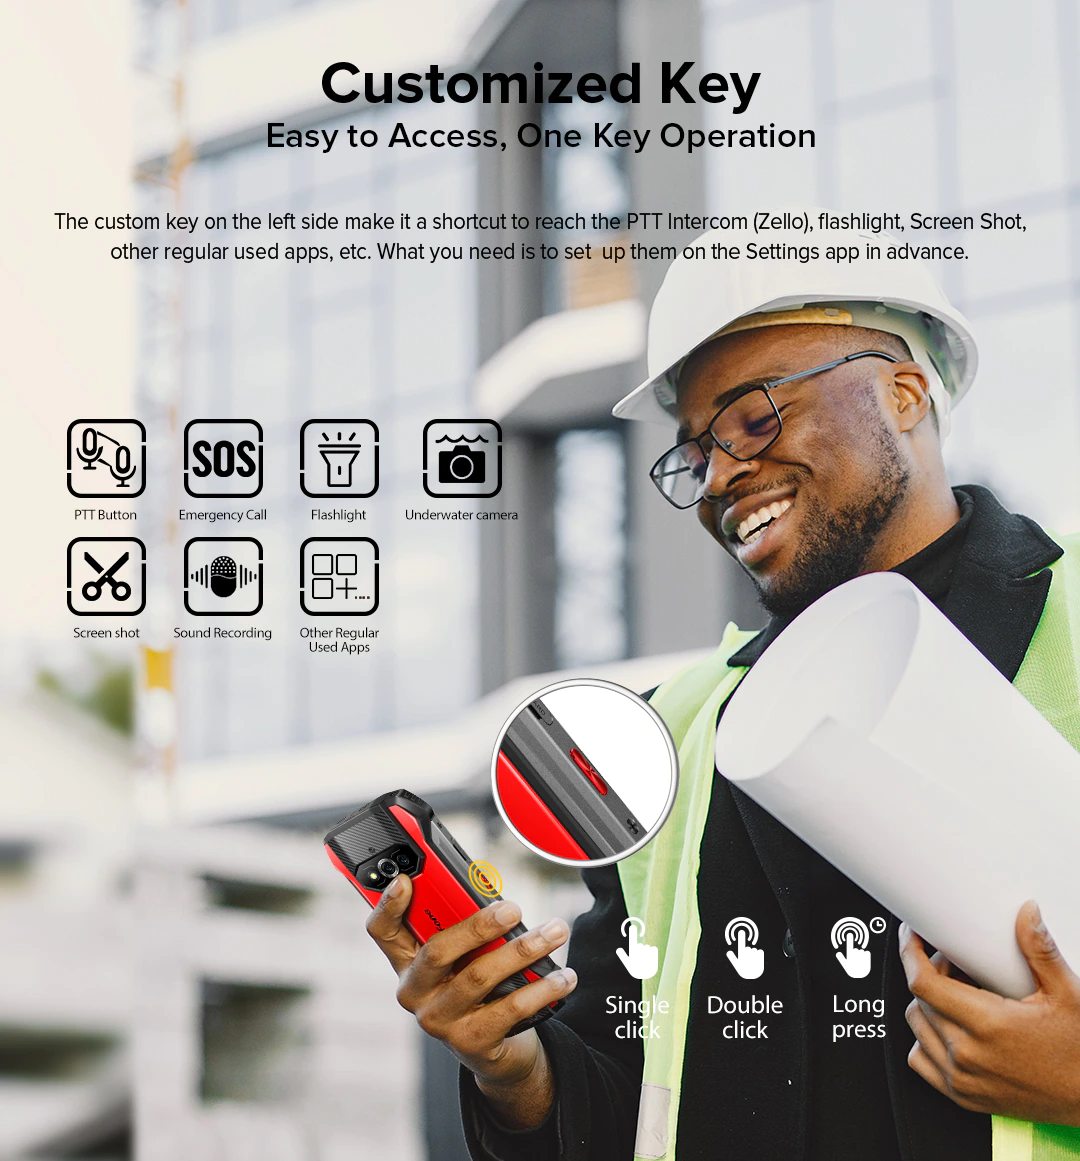 Customized Key
Easy to Access, One Key Operation
The custom key on the left side make it a shortcut to reach the PTT Intercom (Zello), flashlight, Screen Shot,
other regular used apps, etc. What you need is to set up them on the Settings app in advance.
SOS
PTT Button
Emergency Call
Flashlight
Underwater camera
Screen shot
Sound Recording
Other Regular
Used Apps
Single
click
Double
click
Long
press